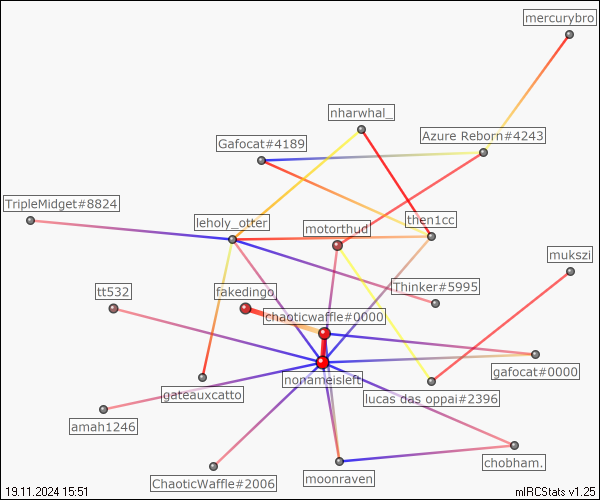 mercurybro
nharwhal_
Gafocat#4189
Azure Reborn#4243
TripleMidget#8824
leholy_otter
then1cc
motorthud
mukszi
tt532
fakedingo
Thinker#5995
chaoticwaffle#0000
gafocat#0000
nonameisleft
gateauxcatto
lucas das oppai#2396
amah1246
chobham.
ChaoticWaffle#2006
moonraven
19.11.2024 15:51
mIRCStats v1.25